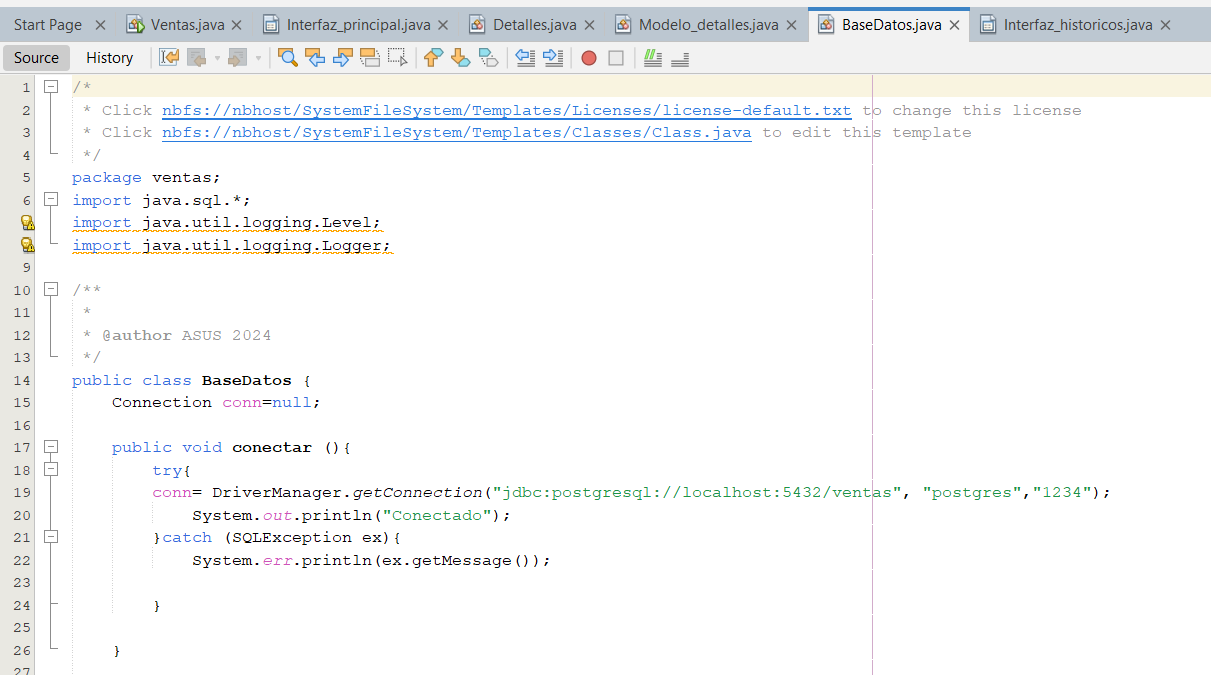 Start Page Ventas.java Interfaz_principal.java Detalles.java Modelo_detalles.java BaseDatos.java Interfaz_historicos.java
Source History
1 /*
2 * Click nbfs://nbhost/SystemFileSystem/Templates/Licenses/license-default.txt to change this license
3 * Click nbfs://nbhost/SystemFileSystem/Templates/Classes/Class.java to edit this template
4 */
5 package ventas;
6 import java.sql.*;
import java.util.logging.Level;
import java.util.logging.Logger;
9
10 /**
11 *
12 * @author ASUS 2024
13 */
14 public class BaseDatos {
15 Connection conn=null;
16
17 public void conectar (){
18 try{
19 conn= DriverManager.getConnection("jdbc:postgresql://localhost:5432/ventas", "postgres","1234");
20 System.out.println("Conectado");
21 }catch (SQLException ex){
22 System.err.println(ex.getMessage());
23
24 }
25
26 }
27